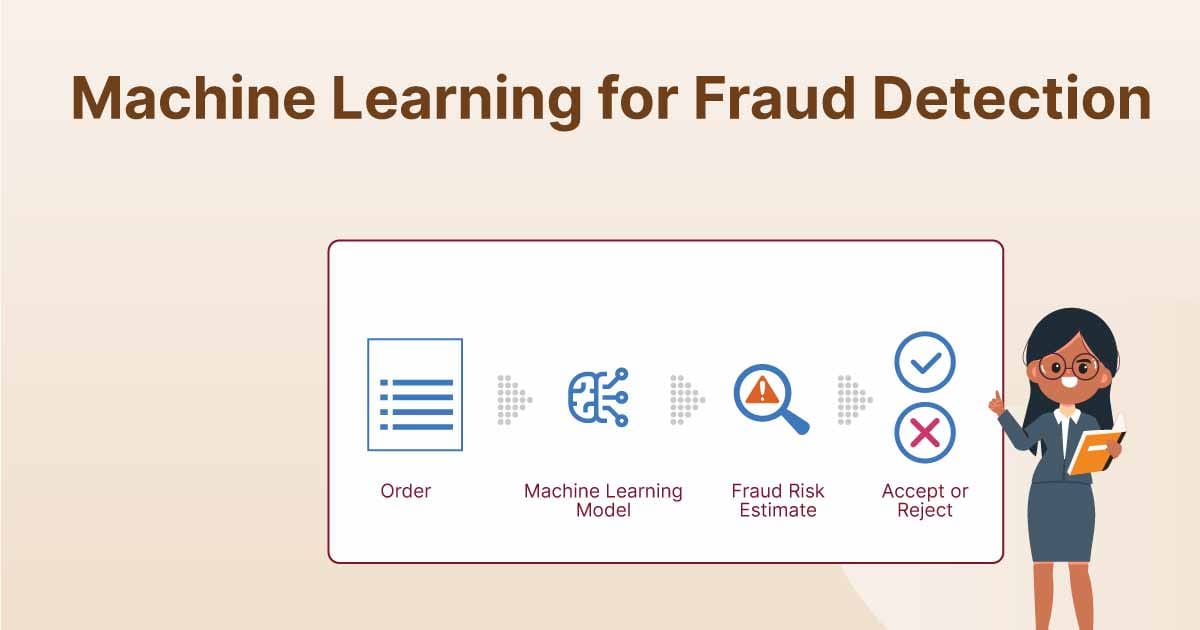 Machine Learning for Fraud Detection
Order
Machine Learning
Model
Fraud Risk
Estimate
Accept or
Reject